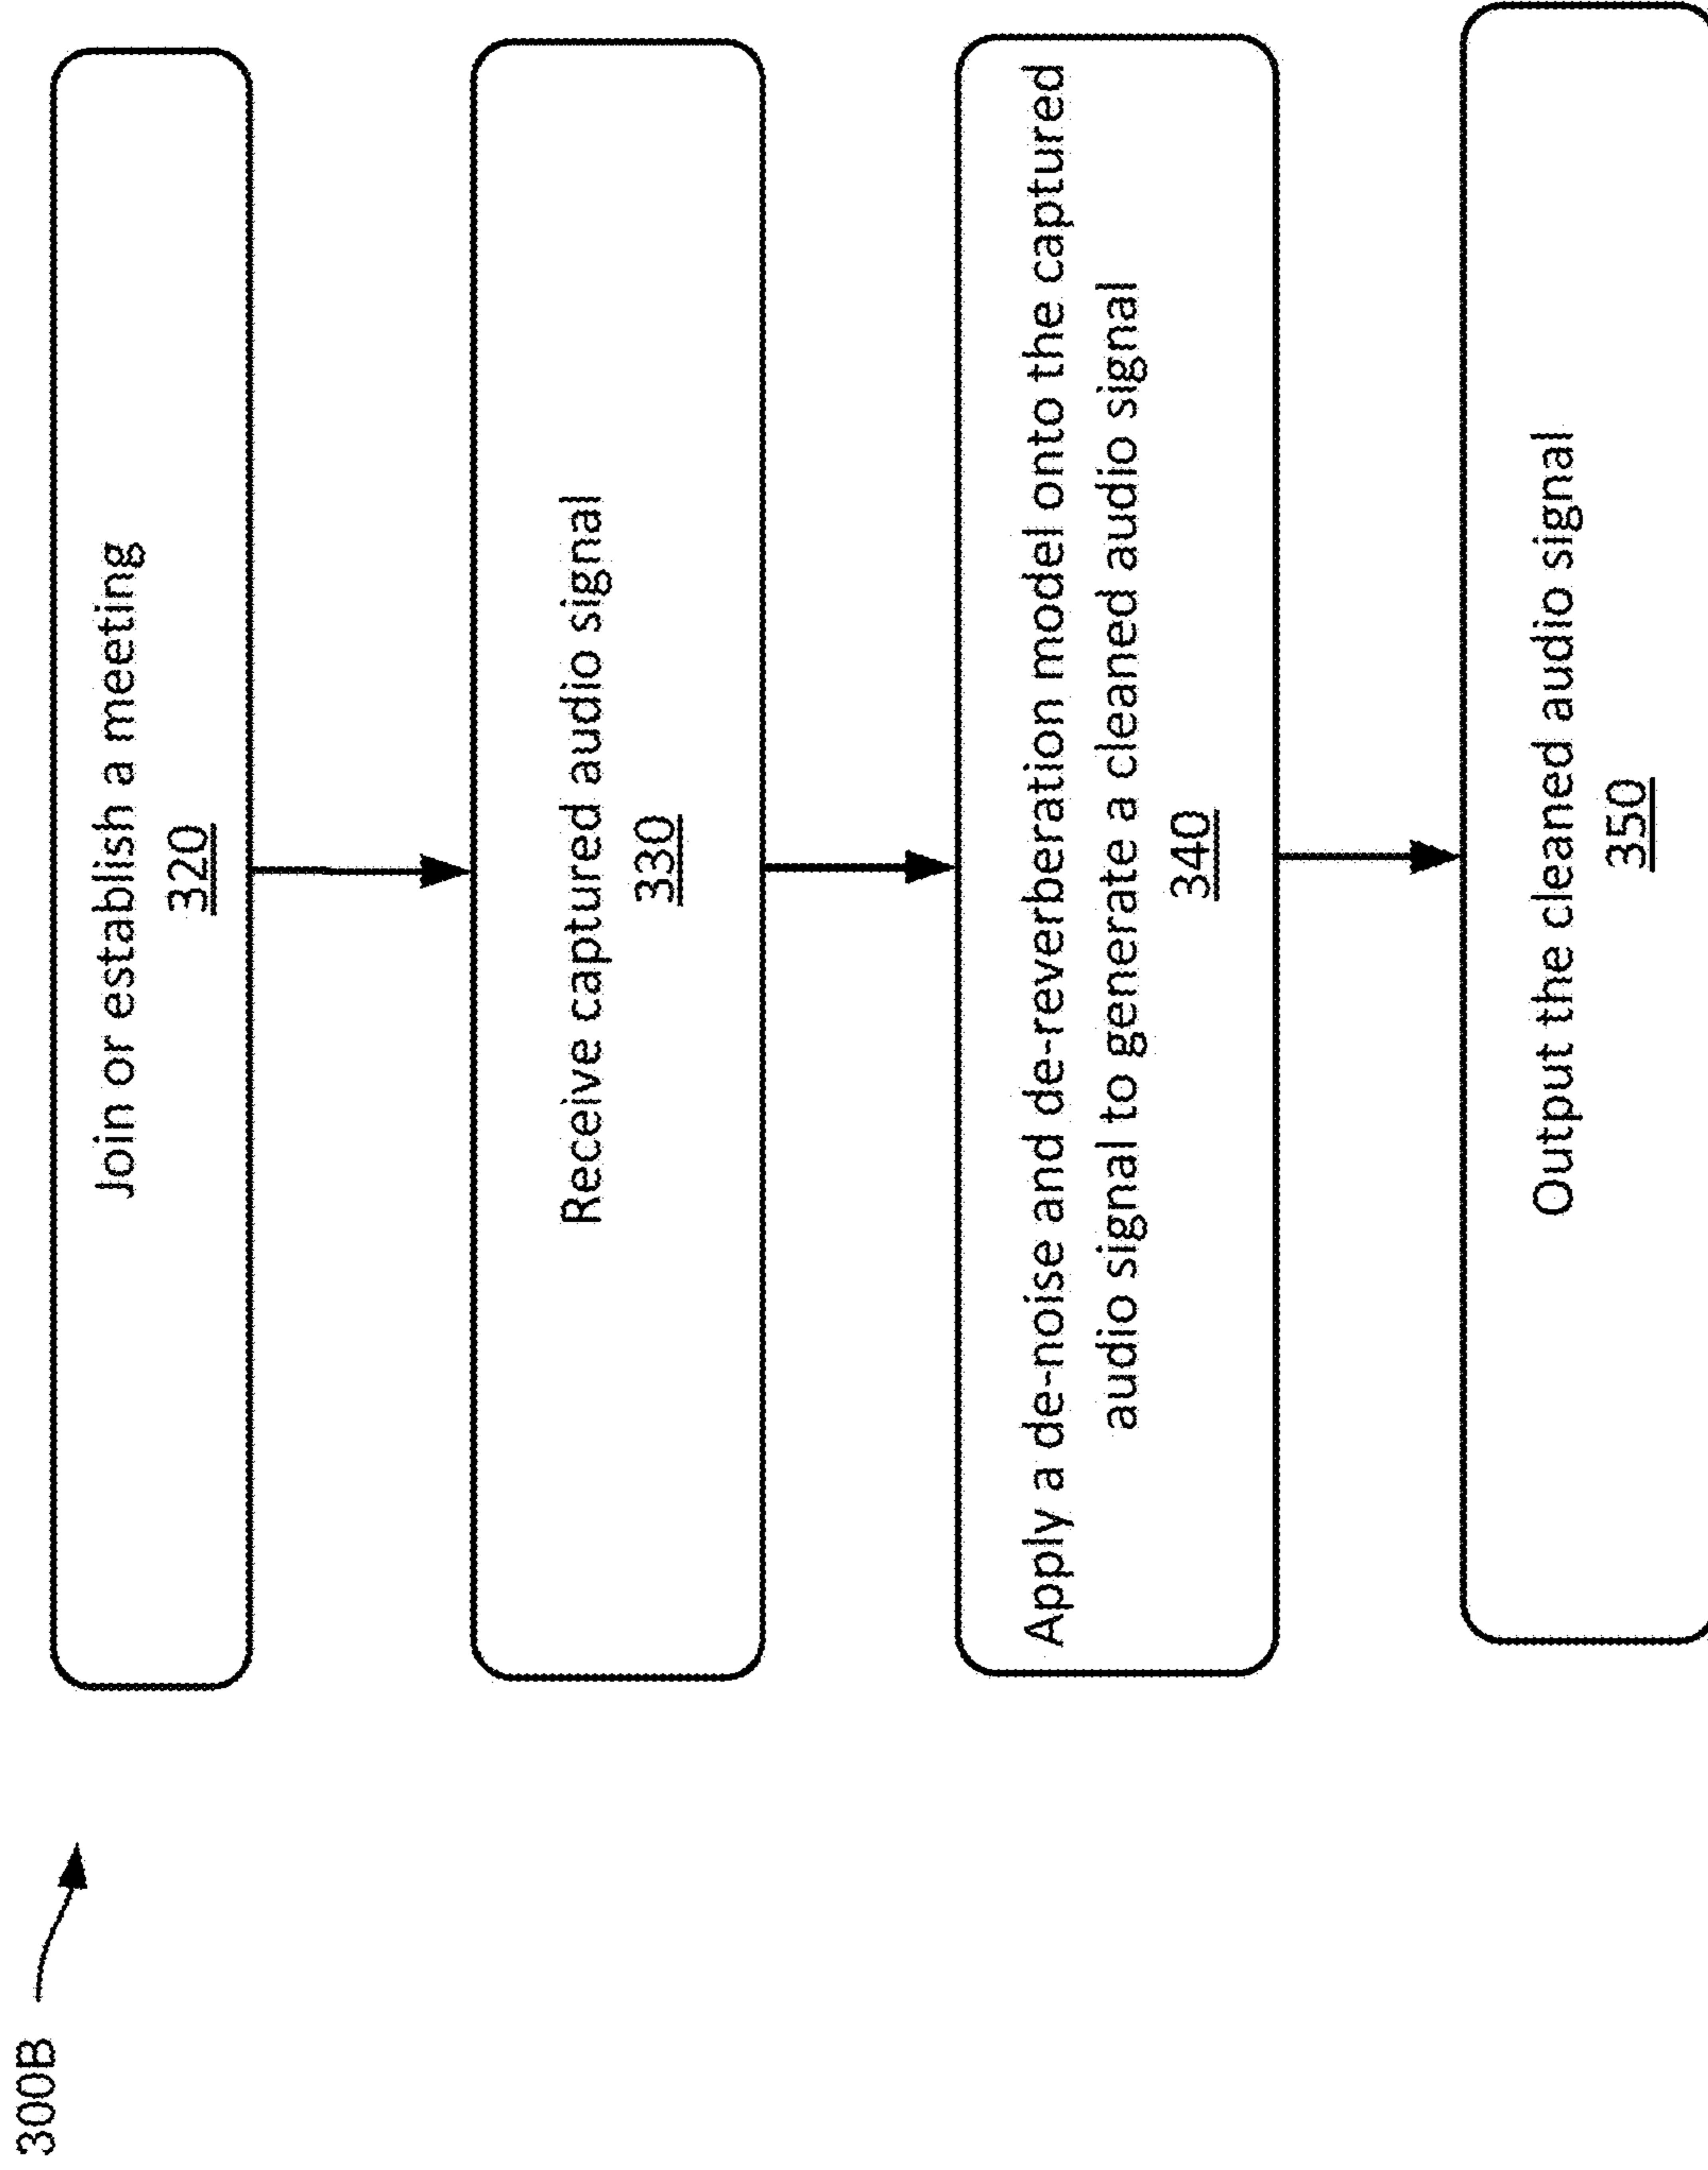 300B
Join or establish a meeting
320
Receive captured audio signal
330
Apply a de-noise and de-reverberation model onto the captured
audio signal to generate a cleaned audio signal
340
Output the cleaned audio signal
350